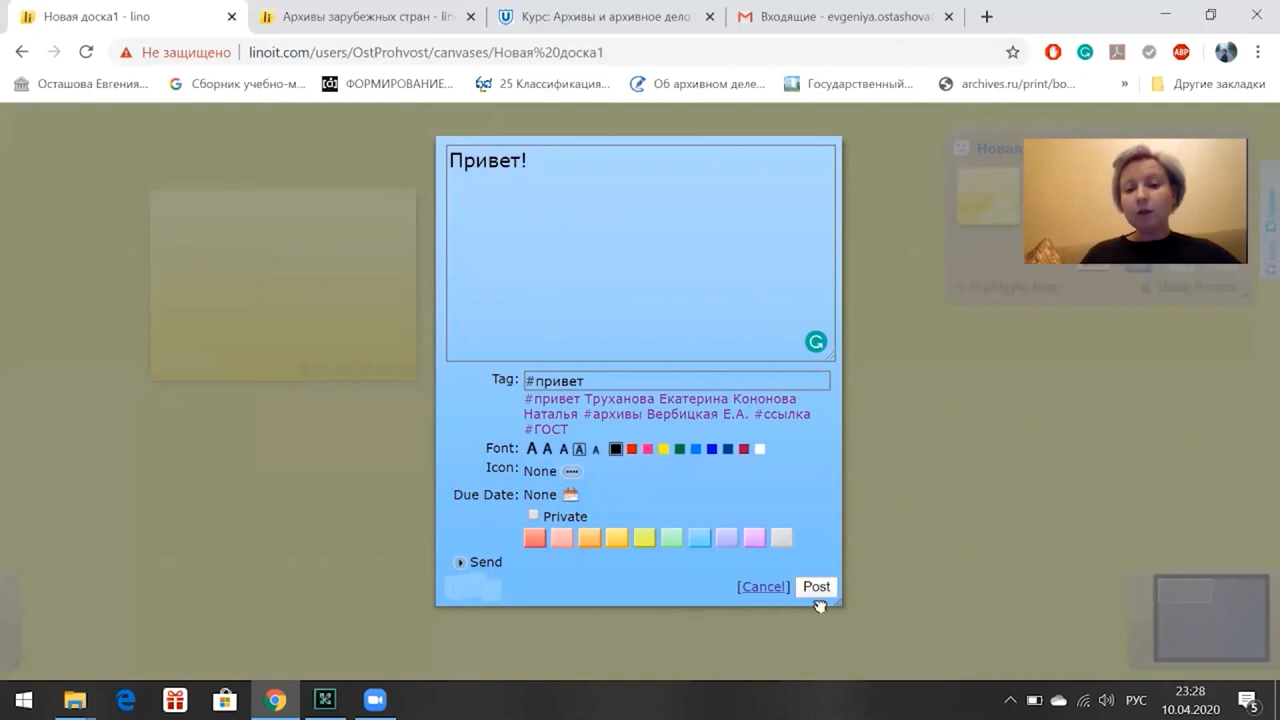 Новая доска1 - lino
Архивы зарубежных стран - lin
Курс: Архивы и архивное дело
Входящие - evgeniya.ostashova
Не защищено
linoit.com/users/OstProhvost/canvases/Новая%20доска1
ABP
Осташова Евгения...
Сборник учебно-м...
ФОРМИРОВАНИЕ...
25 Классификация...
Об архивном деле...
Государственный...
archives.ru/print/bo...
»
Другие закладки
Новая
Привет!
Tag: #привет
#привет Труханова Екатерина Кононова
Наталья #архивы Вербицкая Е.А. #ссылка
#ГОСТ
Font: A A A A A
Icon: None
Due Date: None
Private
Send
[Cancel] Post
РУС
23:28
10.04.2020
5